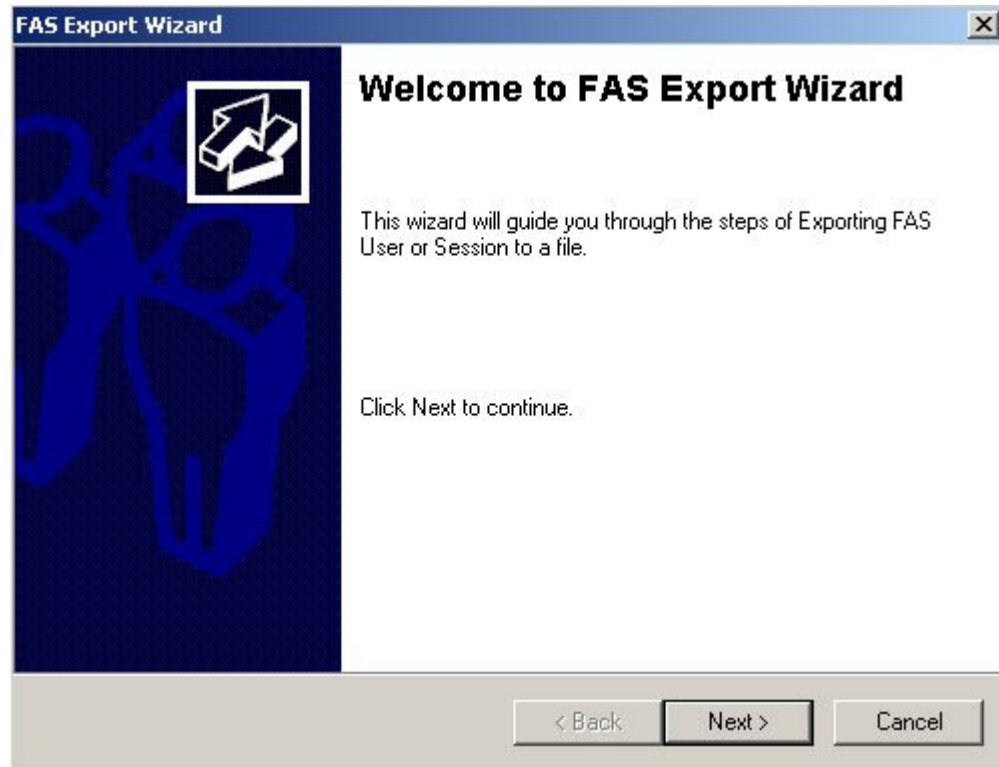 FAS Export Wizard
Welcome to FAS Export Wizard
This wizard will guide you through the steps of Exporting FAS
User or Session to a file.
Click Next to continue.
< Back
Next >
Cancel